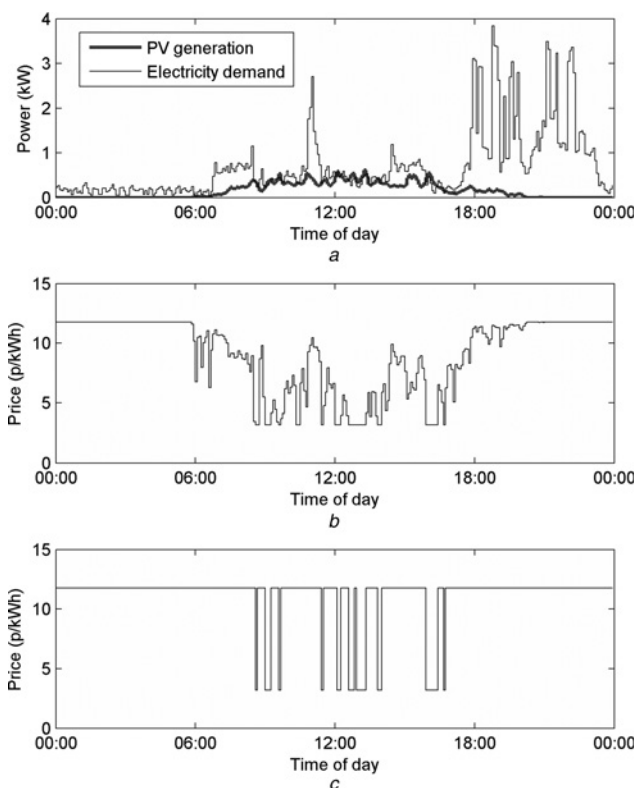 4
3
2
1
0
Power (kW)
PV generation
Electricity demand
00:00 06:00 12:00 18:00 00:00
Time of day
a
15
10
5
0
Price (p/kWh)
00:00 06:00 12:00 18:00 00:00
Time of day
b
15
10
5
0
Price (p/kWh)
00:00 06:00 12:00 18:00 00:00
Time of day
c